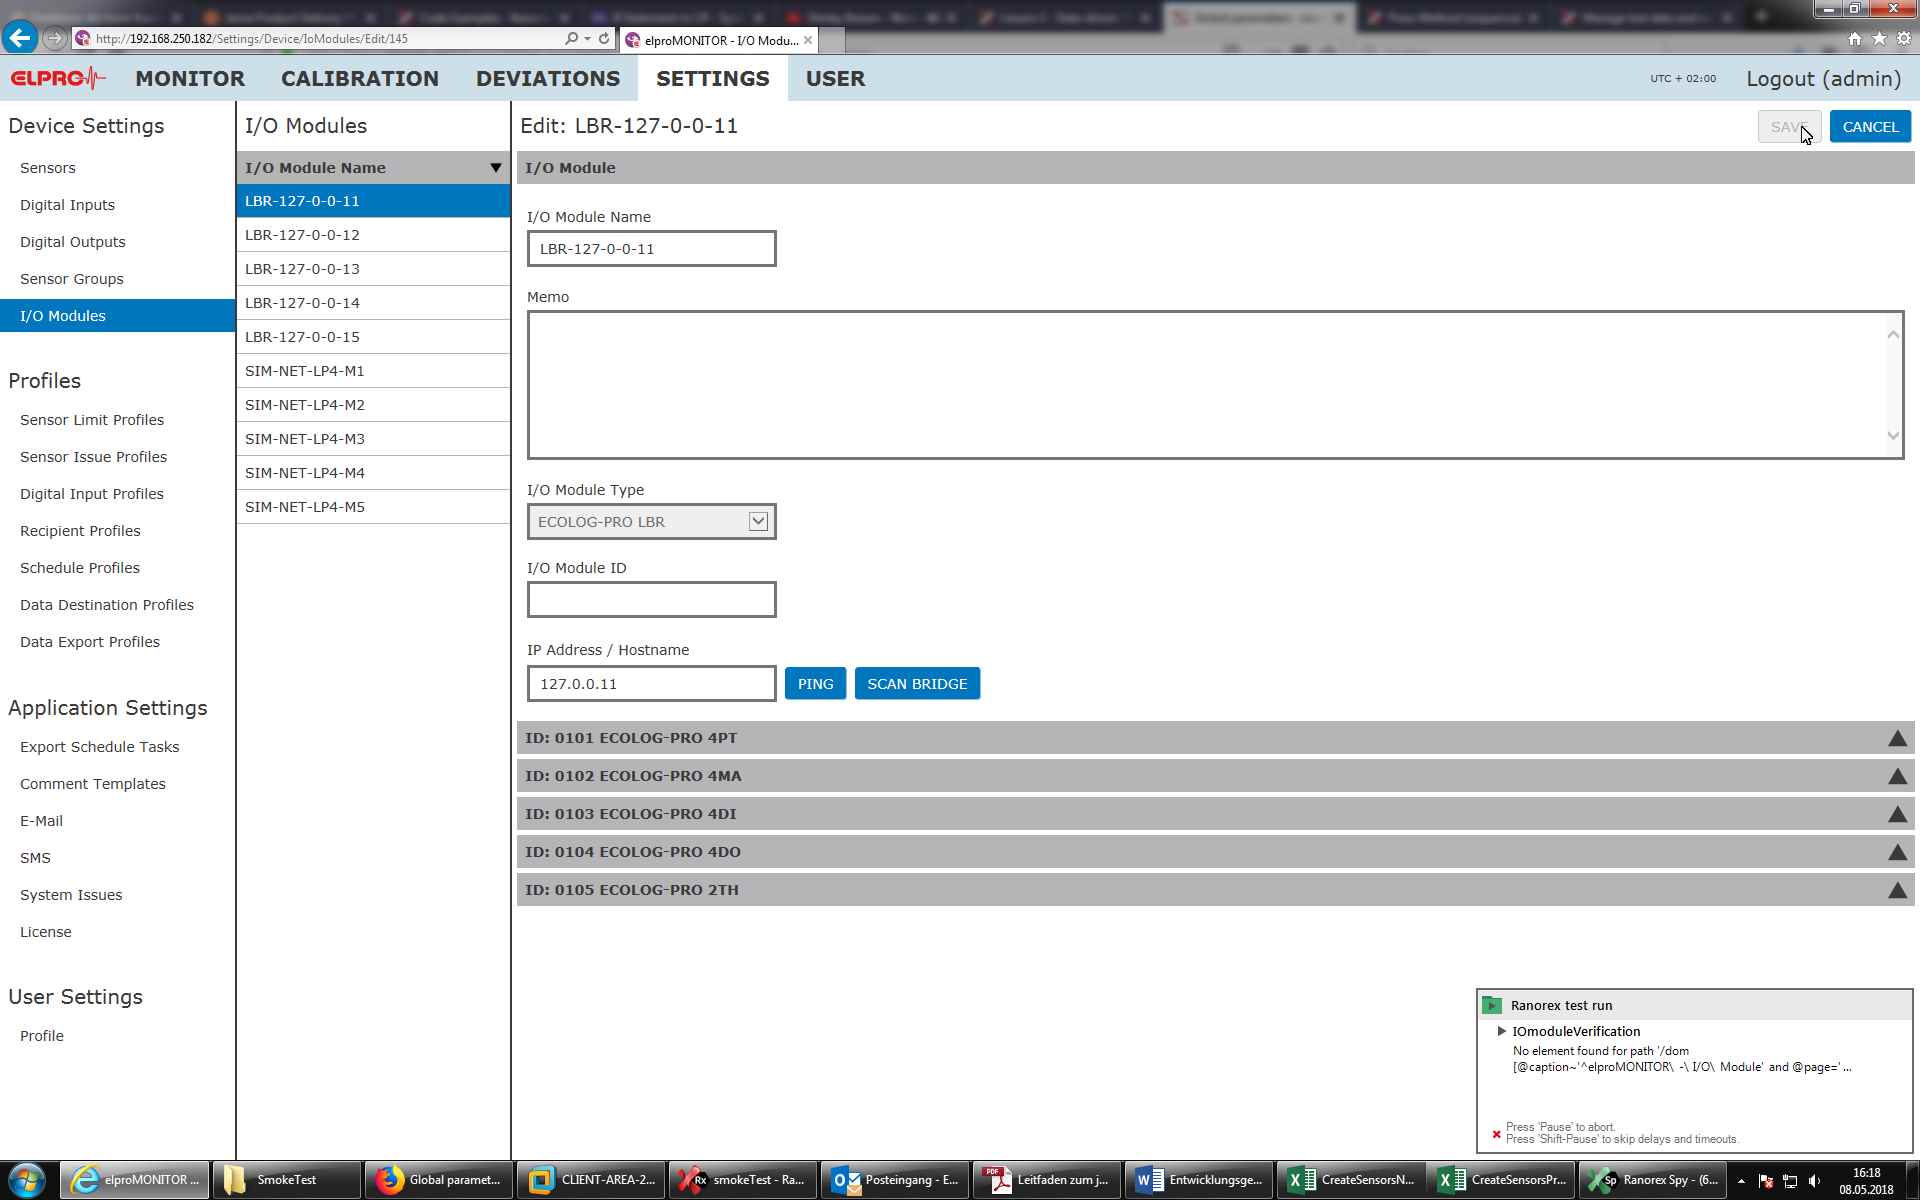 http://192.168.250.182/Settings/Device/IoModules/Edit/145
elproMONITOR - I/O Modu...
ELPRO
MONITOR
CALIBRATION
DEVIATIONS
SETTINGS
USER
UTC + 02:00
Logout (admin)
Device Settings
Sensors
Digital Inputs
Digital Outputs
Sensor Groups
I/O Modules
Profiles
Sensor Limit Profiles
Sensor Issue Profiles
Digital Input Profiles
Recipient Profiles
Schedule Profiles
Data Destination Profiles
Data Export Profiles
Application Settings
Export Schedule Tasks
Comment Templates
E-Mail
SMS
System Issues
License
User Settings
Profile
I/O Modules
I/O Module Name
LBR-127-0-0-11
LBR-127-0-0-12
LBR-127-0-0-13
LBR-127-0-0-14
LBR-127-0-0-15
SIM-NET-LP4-M1
SIM-NET-LP4-M2
SIM-NET-LP4-M3
SIM-NET-LP4-M4
SIM-NET-LP4-M5
Edit: LBR-127-0-0-11
SAVE
CANCEL
I/O Module
I/O Module Name
LBR-127-0-0-11
Memo
I/O Module Type
ECOLOG-PRO LBR
I/O Module ID
IP Address / Hostname
127.0.0.11
PING
SCAN BRIDGE
ID: 0101 ECOLOG-PRO 4PT
ID: 0102 ECOLOG-PRO 4MA
ID: 0103 ECOLOG-PRO 4DI
ID: 0104 ECOLOG-PRO 4DO
ID: 0105 ECOLOG-PRO 2TH
Ranorex test run
IOmoduleVerification
No element found for path '/dom
[@caption~'^elproMONITOR\ -\ I/O\ Module' and @page=' ...
Press 'Pause' to abort.
Press 'Shift-Pause' to skip delays and timeouts.
elproMONITOR ...
SmokeTest
Global paramet...
CLIENT-AREA-2...
smokeTest - Ra...
Posteingang - E...
Leitfaden zum j...
Entwicklungsge...
CreateSensorsN...
CreateSensorsPr...
Ranorex Spy - (6...
16:18
08.05.2018